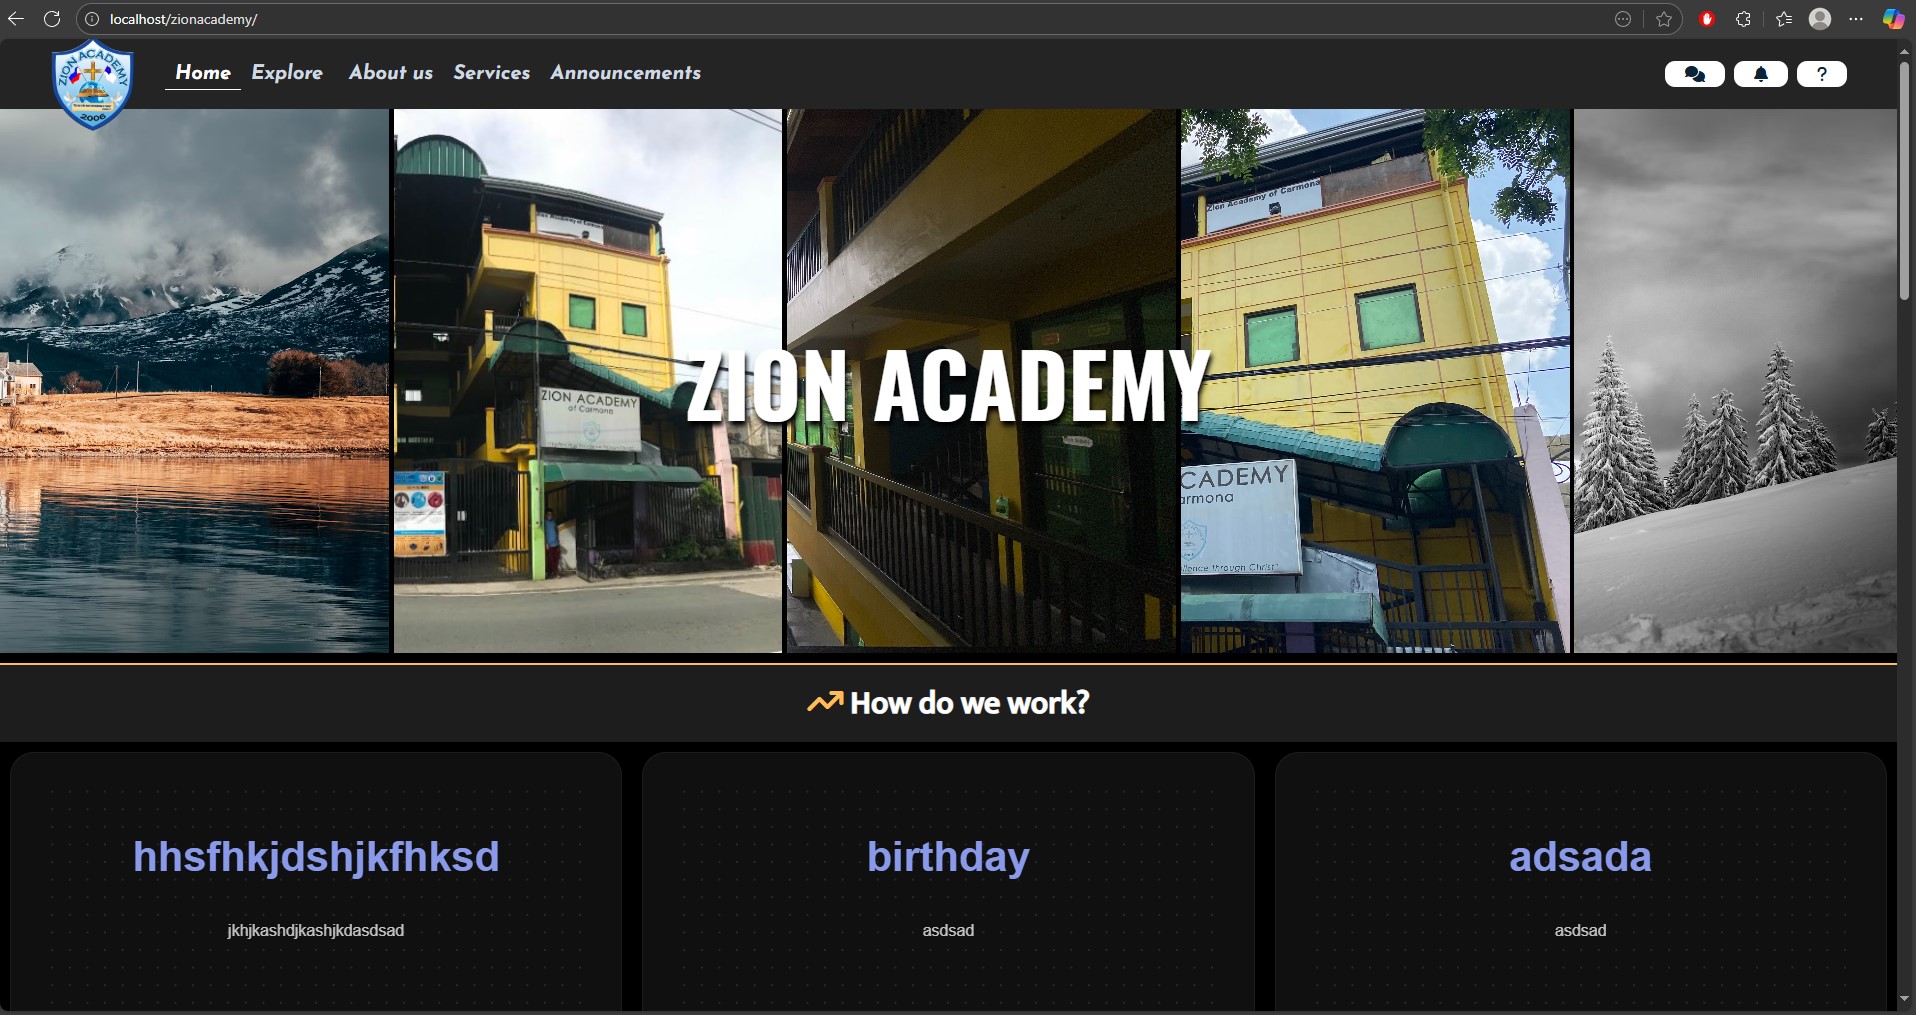 localhost/zionacademy/
ZION ACADEMY
2006
Home Explore About us Services Announcements
?
Zion Academy of Carmona
ZION ACADEMY
ZION ACADEMY
of Carmona
CADEMY
armona
llence through Christ"
How do we work?
hhsfhkjdshjkfhksd
jkhjkashdjkashjkdasdsad
birthday
asdsad
adsada
asdsad